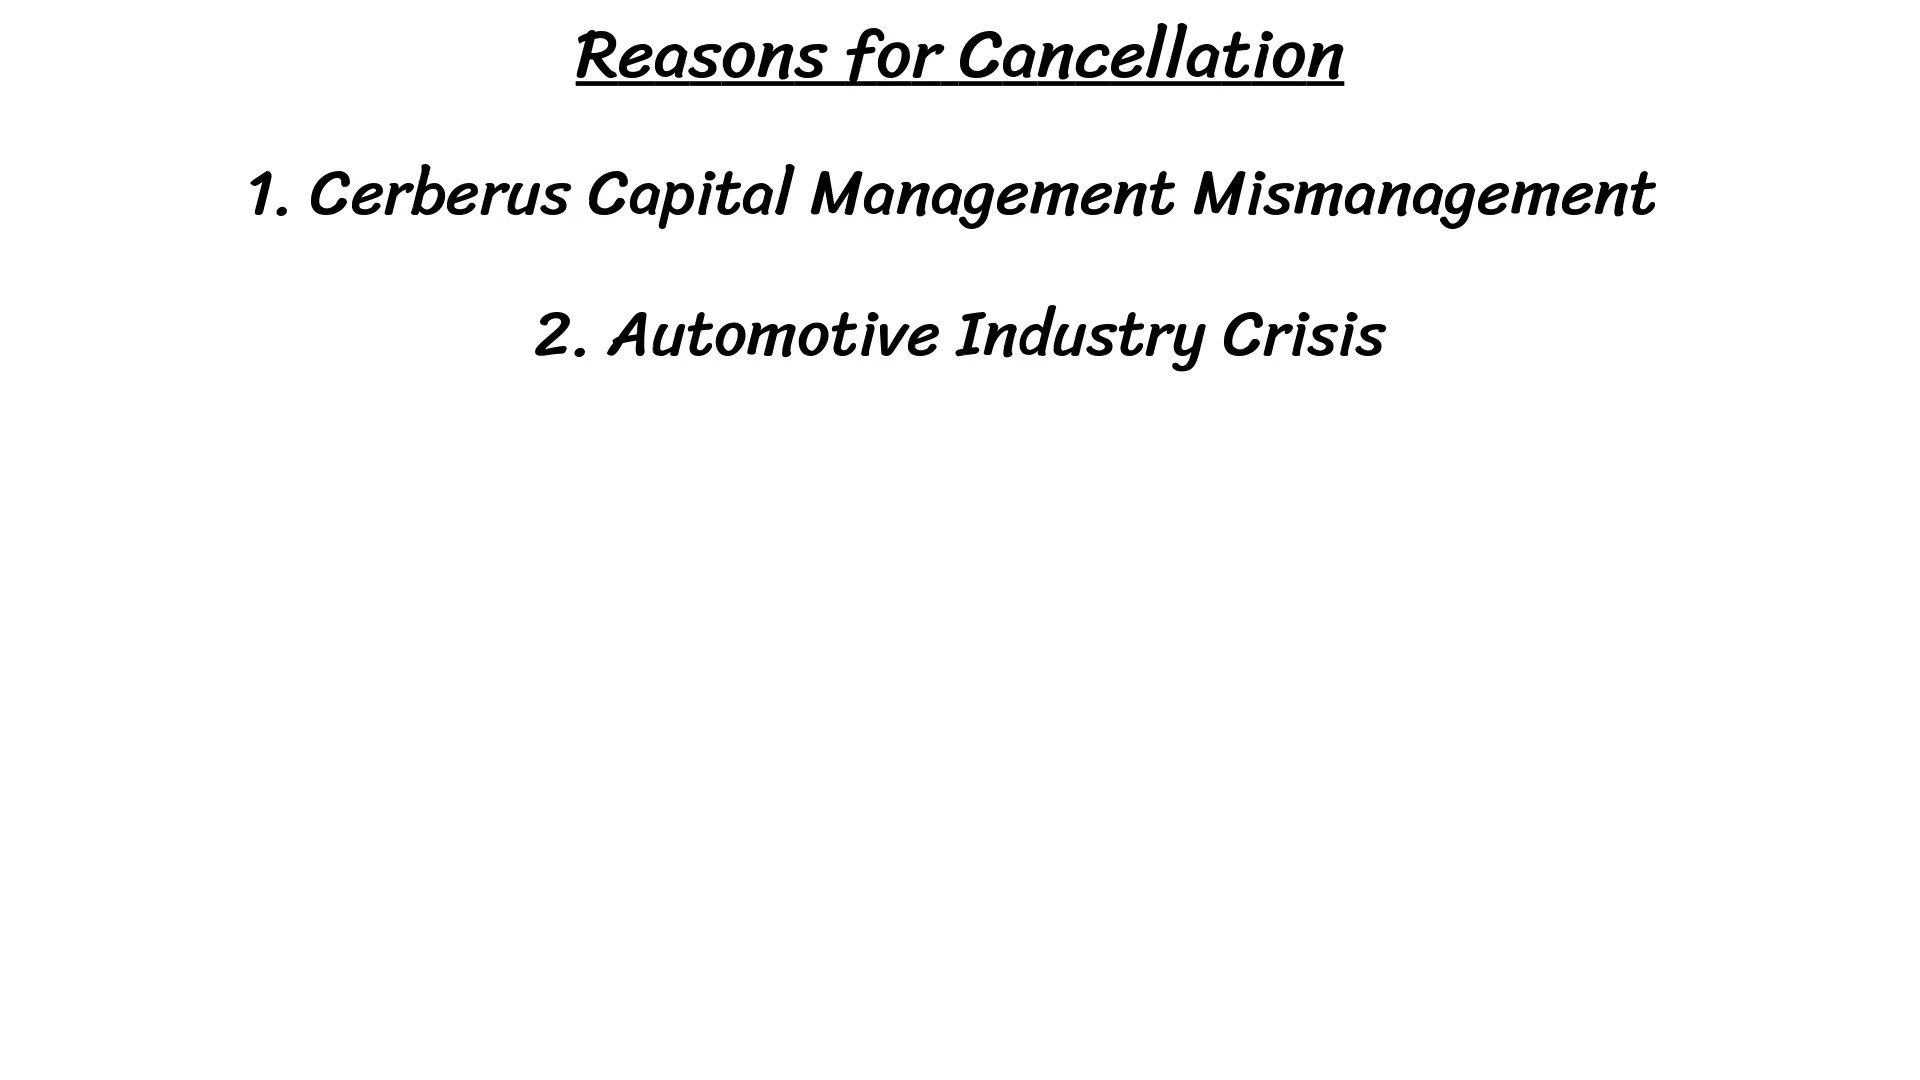 Reasons for Cancellation
1. Cerberus Capital Management Mismanagement
2. Automotive Industry Crisis